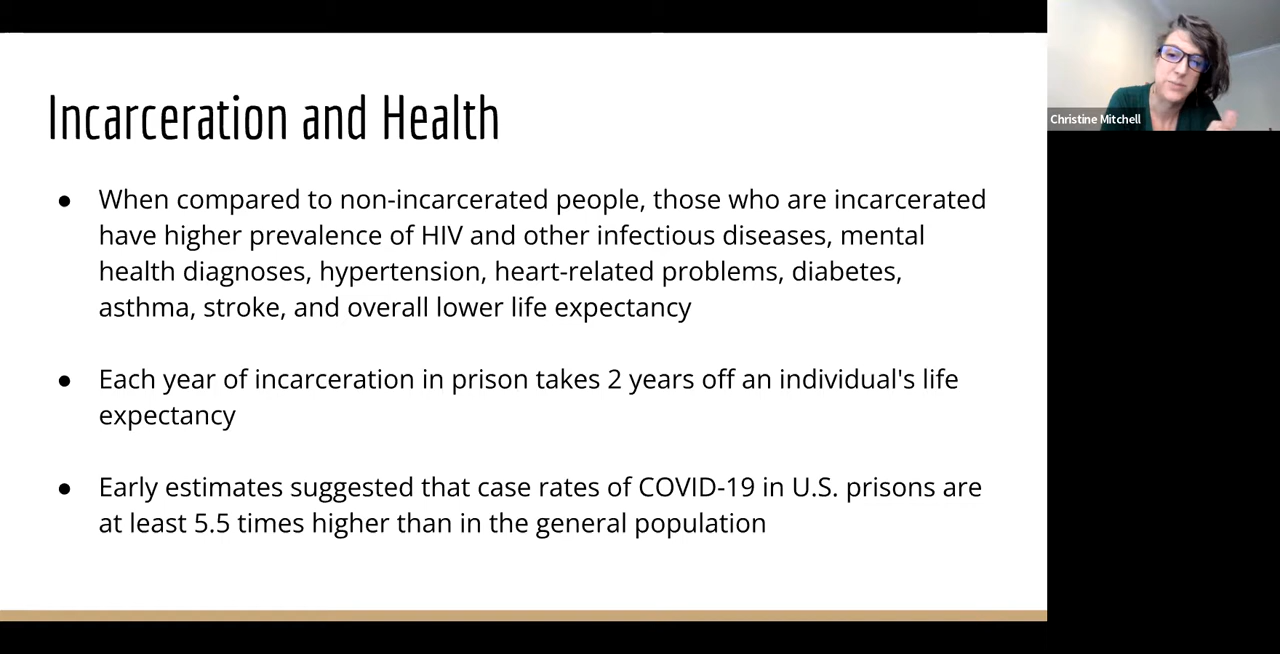 Incarceration and Health
● When compared to non-incarcerated people, those who are incarcerated
have higher prevalence of HIV and other infectious diseases, mental
health diagnoses, hypertension, heart-related problems, diabetes,
asthma, stroke, and overall lower life expectancy
● Each year of incarceration in prison takes 2 years off an individual's life
expectancy
● Early estimates suggested that case rates of COVID-19 in U.S. prisons are
at least 5.5 times higher than in the general population
Christine Mitchell